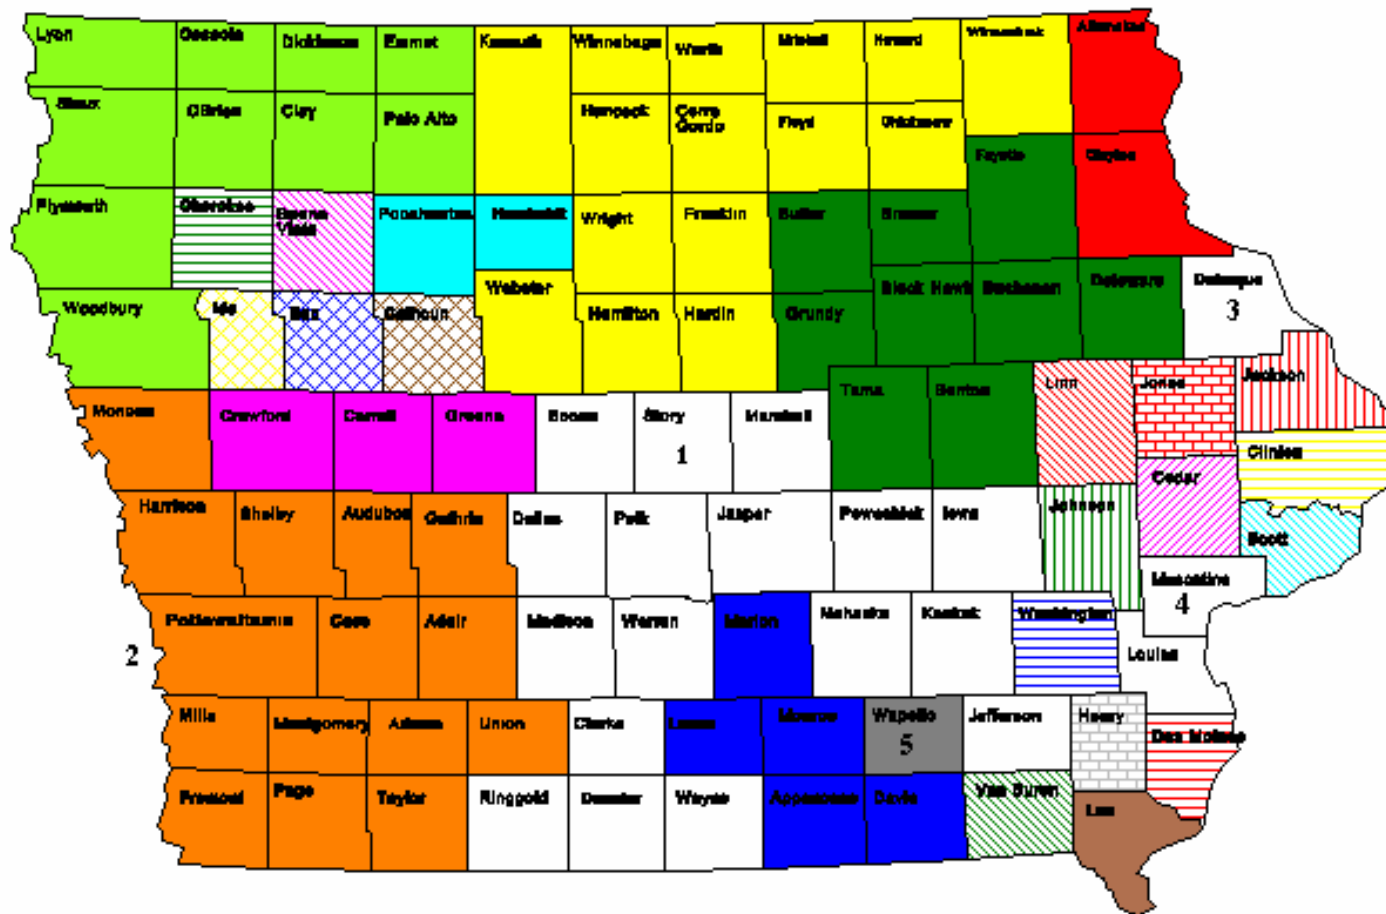 Lyon
Osceola
Dickinson
Emmet
Kossuth
Winnebago
Worth
Mitchell
Howard
Winneshiek
Allamakee
Sioux
OBrien
Clay
Palo Alto
Hancock
Cerro
Gordo
Floyd
Chickasaw
Fayette
Clayton
Plymouth
Cherokee
Buena
Vista
Pocahontas
Humboldt
Wright
Franklin
Butler
Bremer
Woodbury
Ida
Sac
Calhoun
Webster
Hamilton
Hardin
Grundy
Black Hawk
Buchanan
Delaware
Dubuque
3
Monona
Crawford
Carroll
Greene
Boone
Story
1
Marshall
Tama
Benton
Linn
Jones
Jackson
Clinton
Cedar
Harrison
Shelby
Audubon
Guthrie
Dallas
Polk
Jasper
Poweshiek
Iowa
Johnson
Scott
Muscatine
4
2
Pottawattamie
Cass
Adair
Madison
Warren
Marion
Mahaska
Keokuk
Washington
Louisa
Mills
Montgomery
Adams
Union
Clarke
Lucas
Monroe
Wapello
5
Jefferson
Henry
Des Moines
Fremont
Page
Taylor
Ringgold
Decatur
Wayne
Appanoose
Davis
Van Buren
Lee